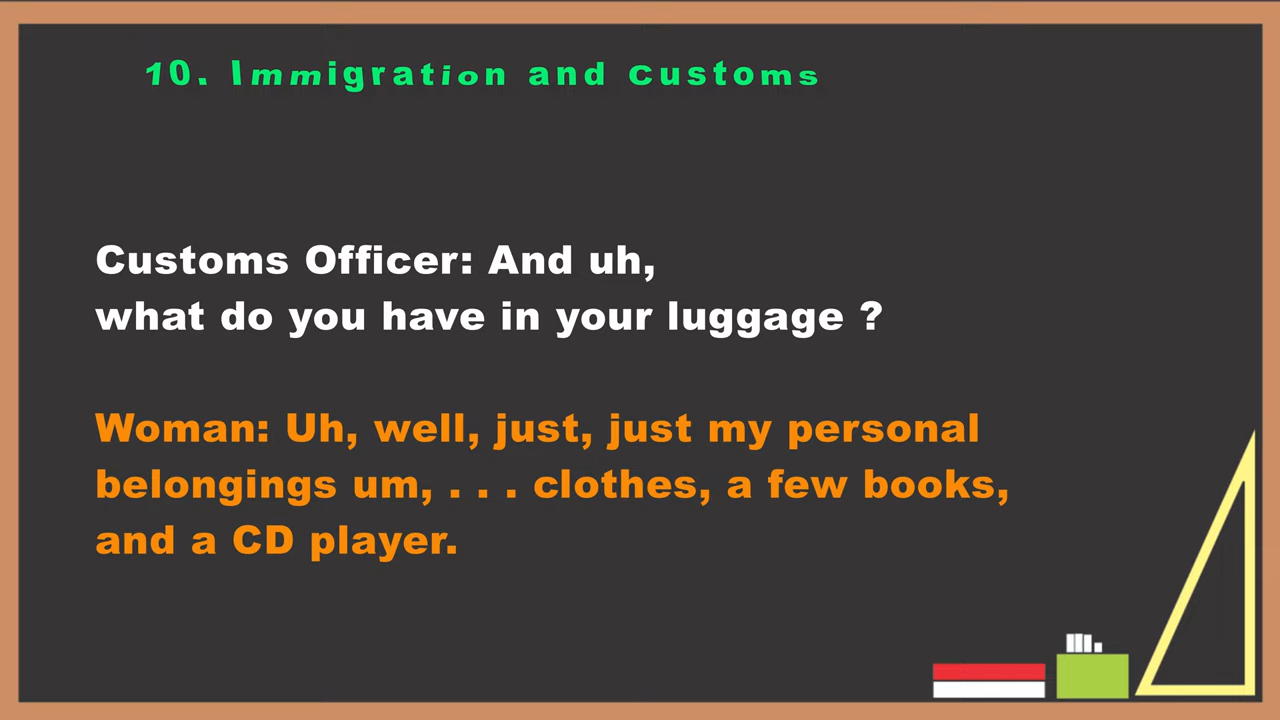 10. Immigration and Customs
Customs Officer: And uh,
what do you have in your luggage ?
Woman: Uh, well, just, just my personal
belongings um, . . . clothes, a few books,
and a CD player.